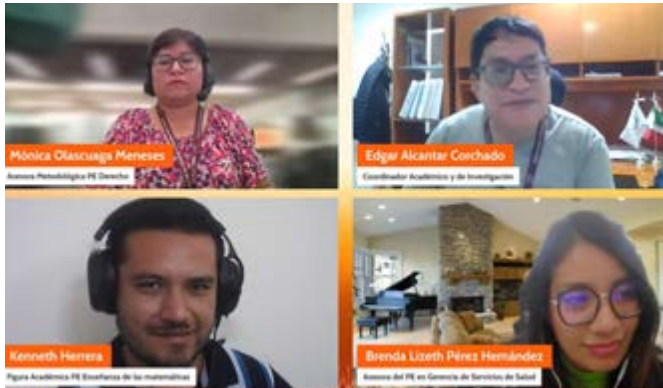 Mónica Olascuaga Meneses
Asesora Metodológica PE Derecho
Edgar Alcantar Corchado
Coordinador Académico y de Investigación
Kenneth Herrera
Figura Académica PE Enseñanza de las matemáticas
Brenda Lizeth Pérez Hernández
Asesora del PE en Gerencia de Servicios de Salud